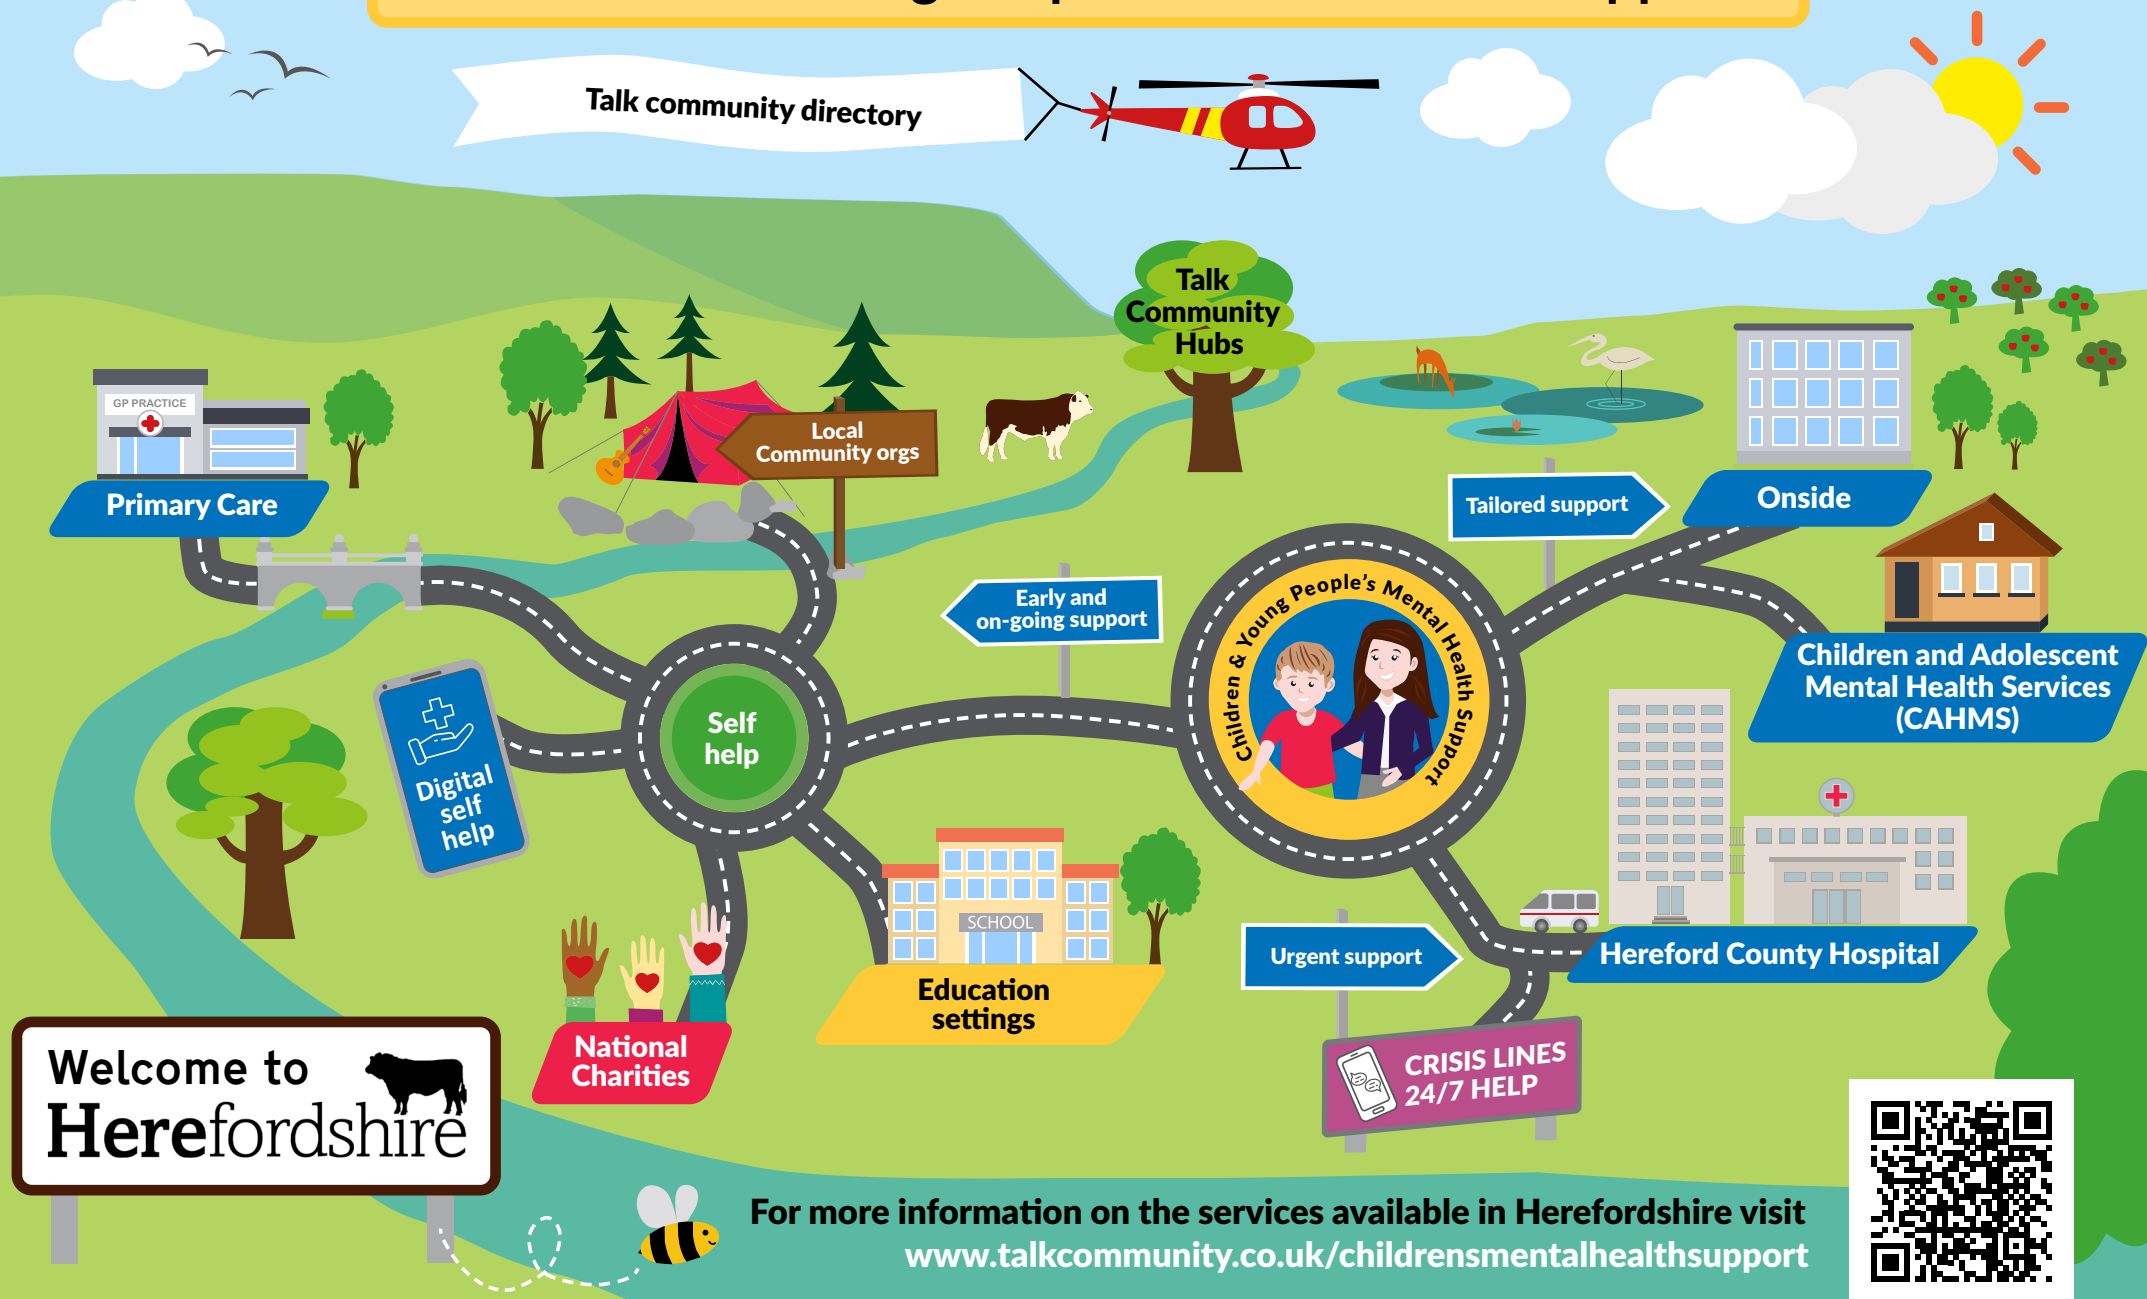 Talk community directory
Talk
Community
Hubs
GP PRACTICE
Primary Care
Local
Community orgs
Tailored support
Onside
Early and
on-going support
Children & Young People's Mental Health Support
Children and Adolescent
Mental Health Services
(CAHMS)
Self
help
Digital
self
help
SCHOOL
Education
settings
Urgent support
Hereford County Hospital
National
Charities
CRISIS LINES
24/7 HELP
Welcome to
Herefordshire
For more information on the services available in Herefordshire visit
www.talkcommunity.co.uk/childrensmentalhealthsupport